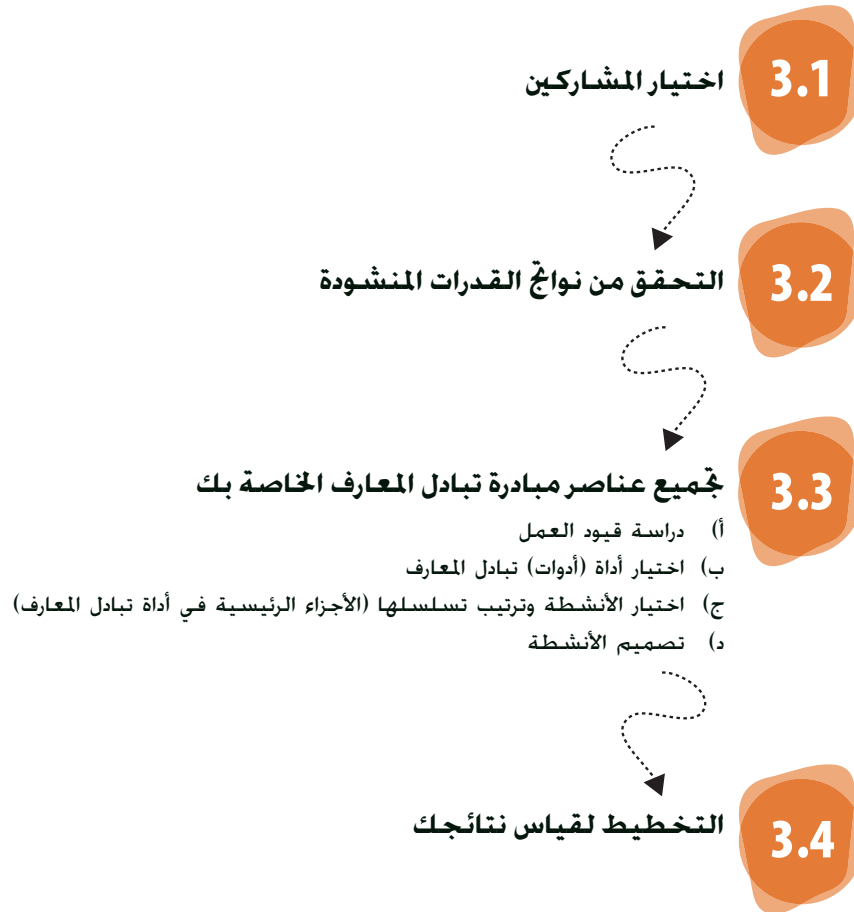 3.1 اختيار المشاركين
3.2 التحقق من نواتج القدرات المنشودة
3.3 تجميع عناصر مبادرة تبادل المعارف الخاصة بك
أ) دراسة قيود العمل
ب) اختيار أداة (أدوات) تبادل المعارف
ج) اختيار الأنشطة وترتيب تسلسلها (الأجزاء الرئيسية في أداة تبادل المعارف)
د) تصميم الأنشطة
3.4 التخطيط لقياس نتائجك